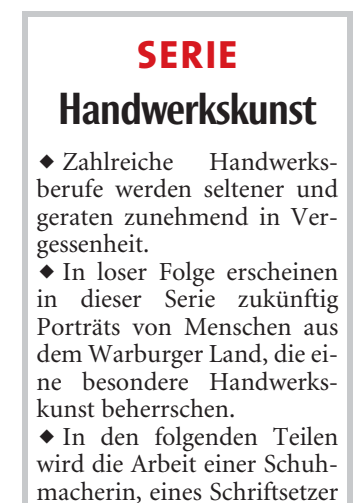 SERIE
Handwerkskunst
◆ Zahlreiche Handwerks-
berufe werden seltener und
geraten zunehmend in Ver-
gessenheit.
◆ In loser Folge erscheinen
in dieser Serie zukünftig
Porträts von Menschen aus
dem Warburger Land, die ei-
ne besondere Handwerks-
kunst beherrschen.
◆ In den folgenden Teilen
wird die Arbeit einer Schuh-
macherin, eines Schriftsetzer